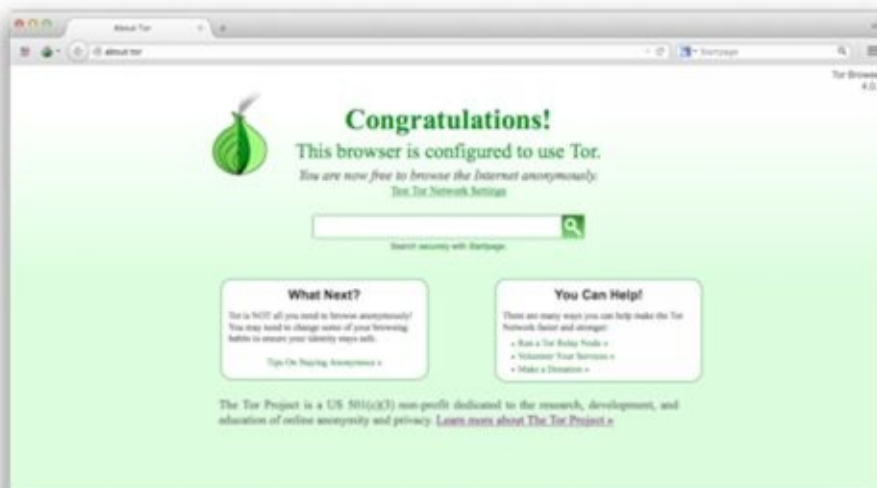 About Tor
about:tor
Startpage
Tor Browser
4.0.
Congratulations!
This browser is configured to use Tor.
You are now free to browse the Internet anonymously.
Test Tor Network Settings
Search securely with Startpage.
What Next?
Tor is NOT all you need to browse anonymously!
You may need to change some of your browsing
habits to ensure your identity stays safe.
Tips On Staying Anonymous »
You Can Help!
There are many ways you can help make the Tor
Network faster and stronger:
• Run a Tor Relay Node »
• Volunteer Your Services »
• Make a Donation »
The Tor Project is a US 501(c)(3) non-profit dedicated to the research, development, and
education of online anonymity and privacy. Learn more about The Tor Project »